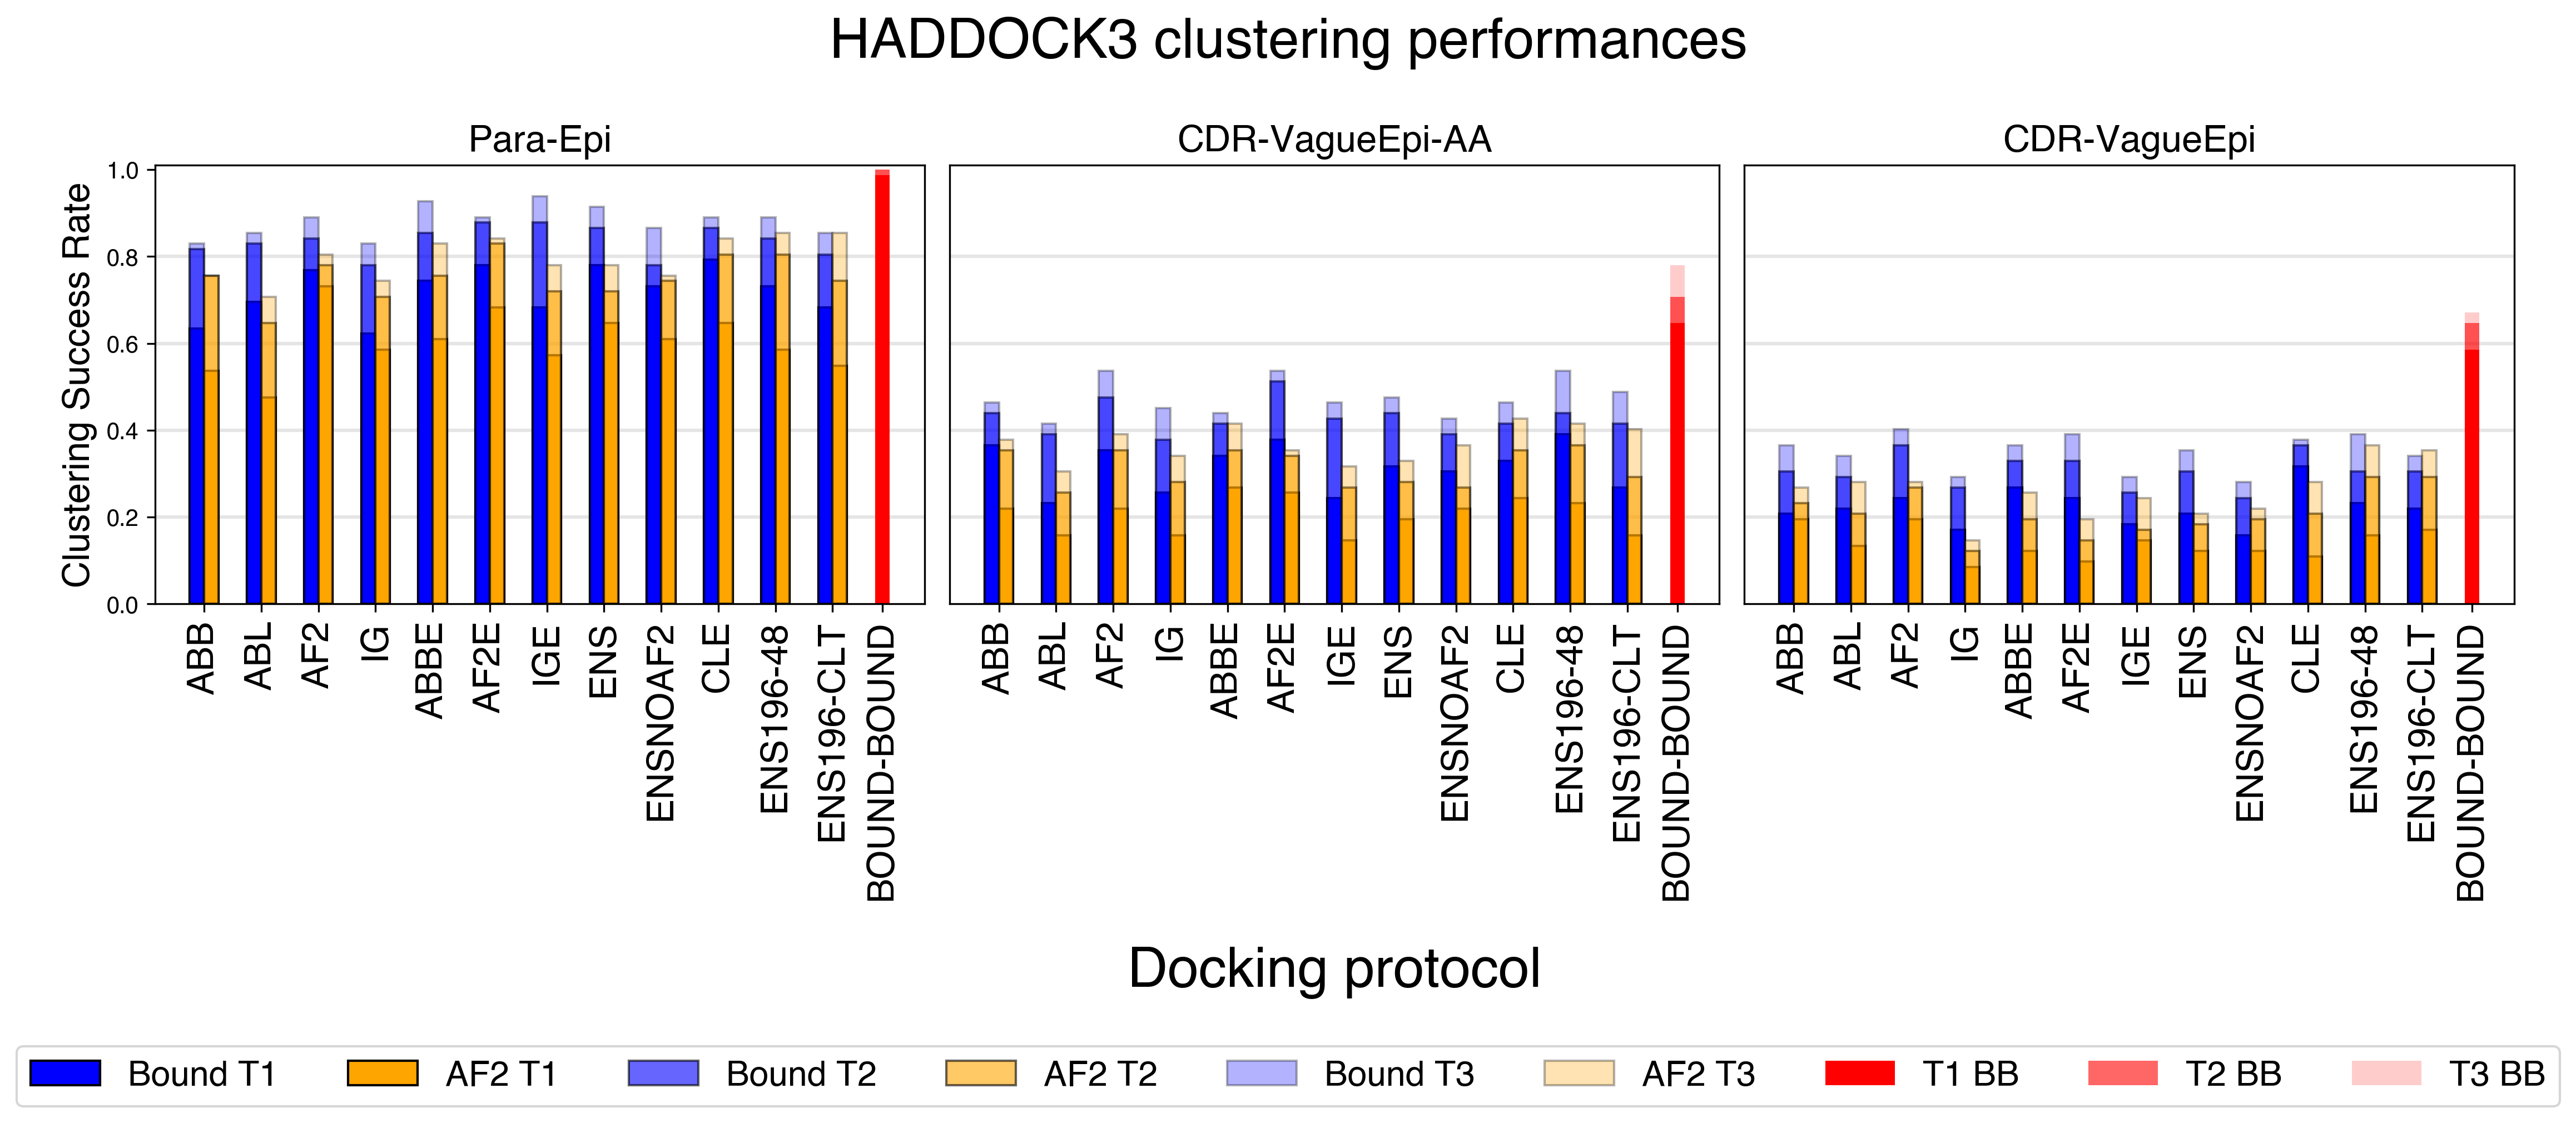 HADDOCK3 clustering performances
Para-Epi
CDR-VagueEpi-AA
CDR-VagueEpi
Clustering Success Rate
1.0
0.8
0.6
0.4
0.2
0.0
ABB
ABL
AF2
IG
ABBE
AF2E
IGE
ENS
ENSNOAF2
CLE
ENS196-48
ENS196-CLT
BOUND-BOUND
ABB
ABL
AF2
IG
ABBE
AF2E
IGE
ENS
ENSNOAF2
CLE
ENS196-48
ENS196-CLT
BOUND-BOUND
ABB
ABL
AF2
IG
ABBE
AF2E
IGE
ENS
ENSNOAF2
CLE
ENS196-48
ENS196-CLT
BOUND-BOUND
Docking protocol
Bound T1
AF2 T1
Bound T2
AF2 T2
Bound T3
AF2 T3
T1 BB
T2 BB
T3 BB